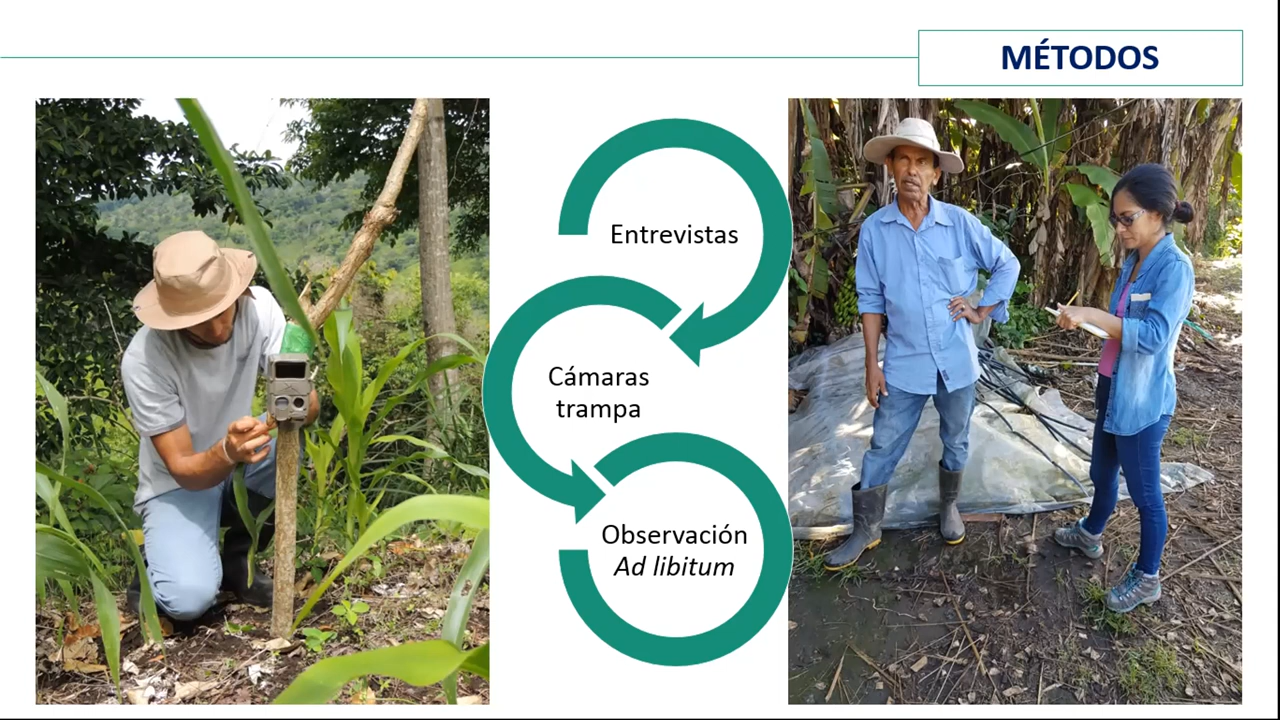 MÉTODOS
Entrevistas
Cámaras
trampa
Observación
Ad libitum